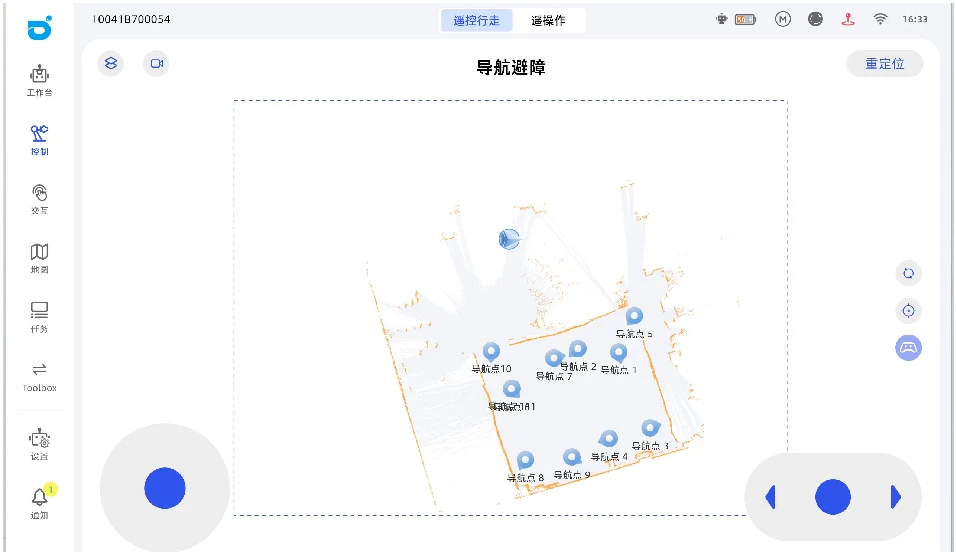 10041B700054
遥控行走
遥操作
M
16:33
工作台
控制
交互
地图
任务
Toolbox
设置
通知
1
导航避障
重定位
导航点 5
导航点10
导航点 7
导航点 2
导航点 1
导航点 3
导航点 4
导航点 9
导航点 8